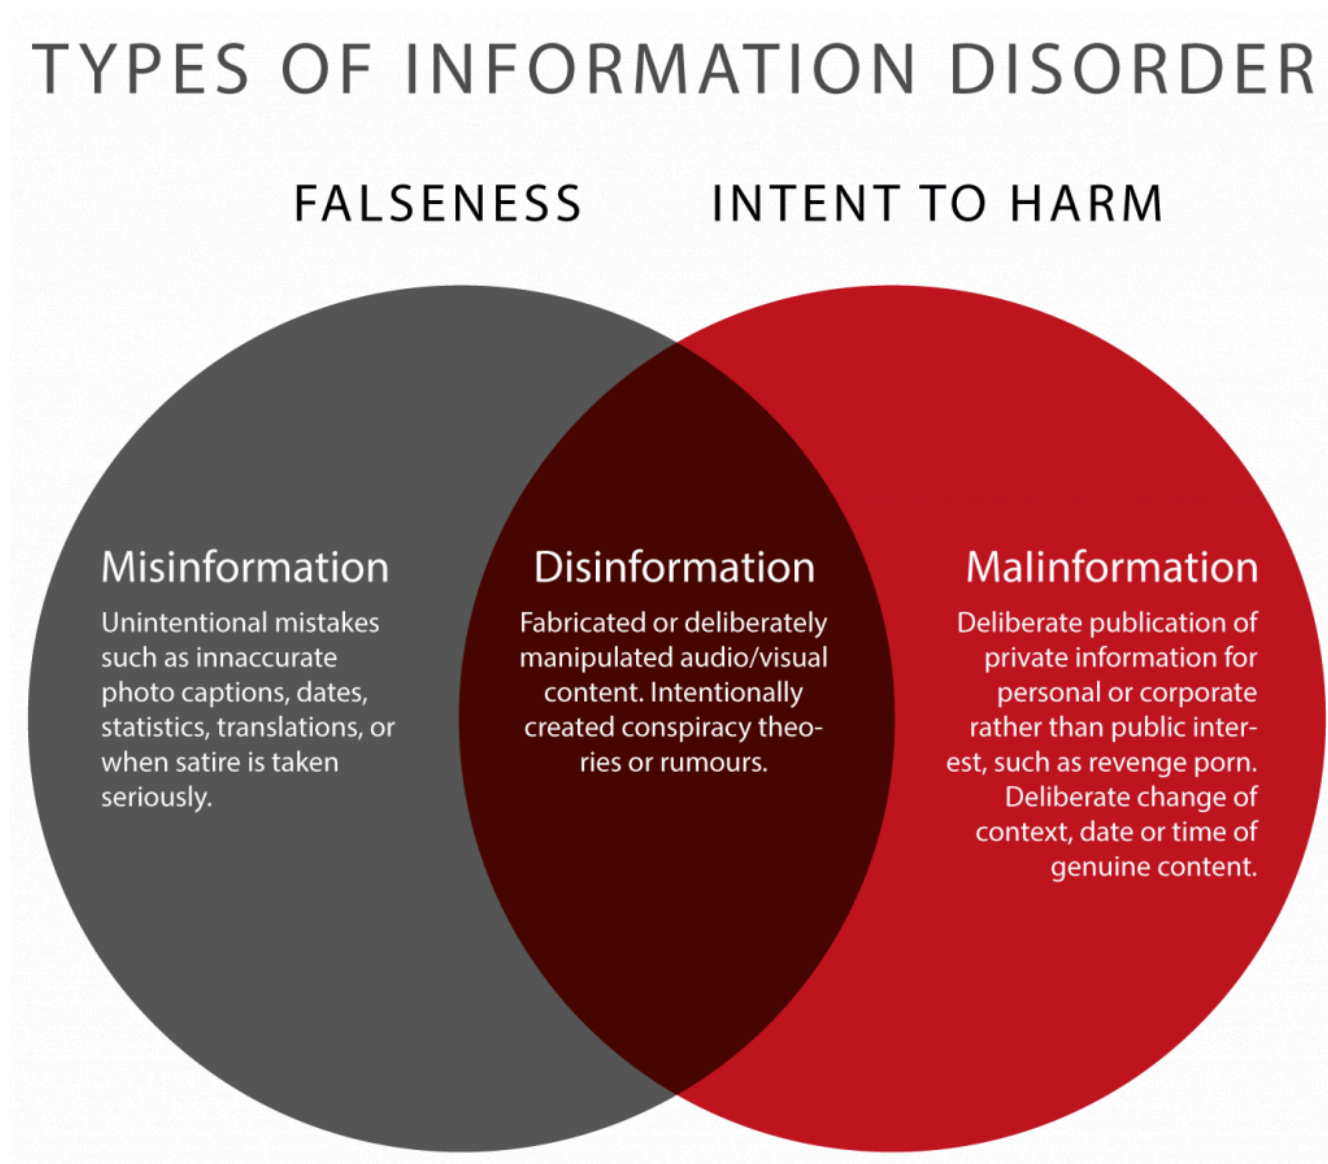 TYPES OF INFORMATION DISORDER
FALSENESS
INTENT TO HARM
Misinformation
Unintentional mistakes
such as innaccurate
photo captions, dates,
statistics, translations, or
when satire is taken
seriously.
Disinformation
Fabricated or deliberately
manipulated audio/visual
content. Intentionally
created conspiracy theo-
ries or rumours.
Malinformation
Deliberate publication of
private information for
personal or corporate
rather than public inter-
est, such as revenge porn.
Deliberate change of
context, date or time of
genuine content.